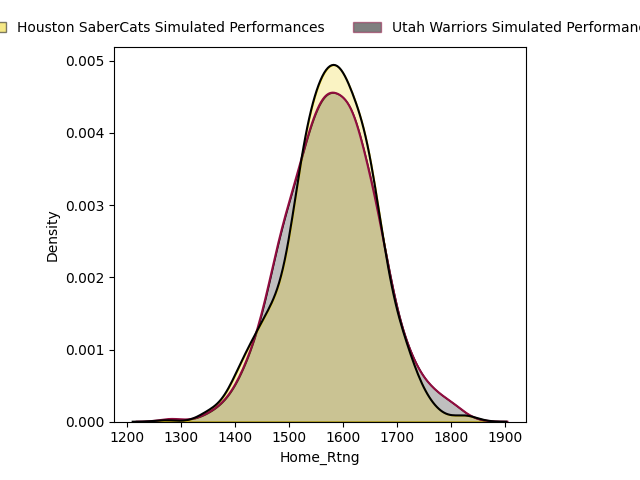 Houston SaberCats Simulated Performances
Utah Warriors Simulated
0.005
0.004
0.003
0.002
0.001
0.000
Density
1200 1300 1400 1500 1600 1700 1800 1900
Home_Rtng